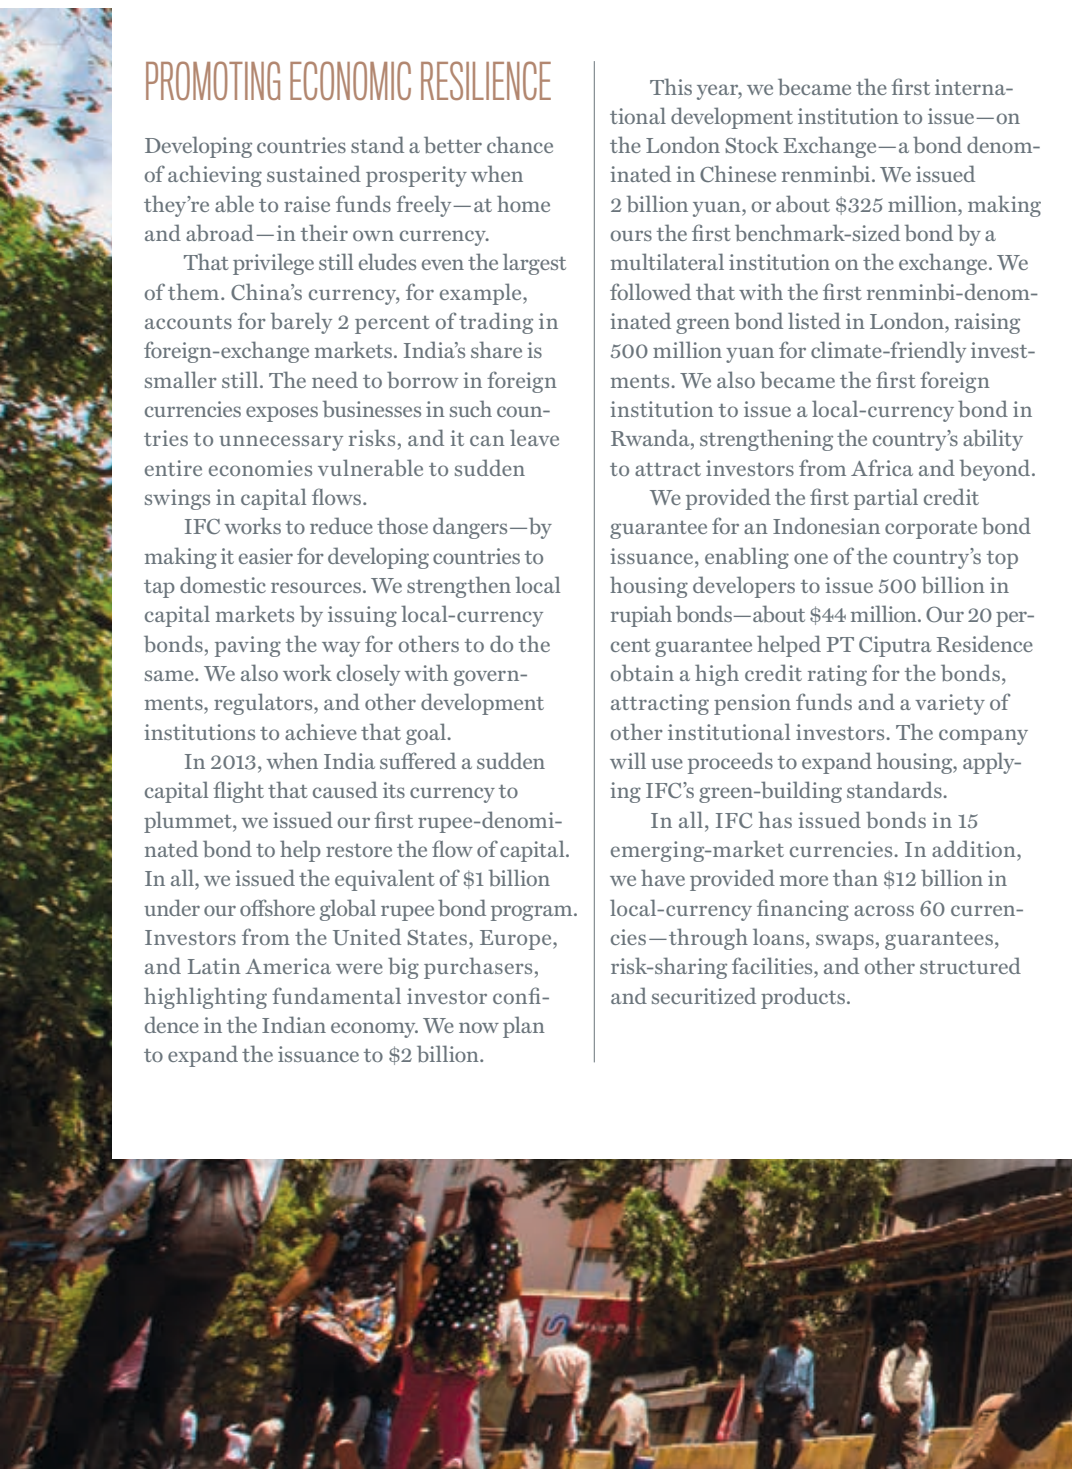 PROMOTING ECONOMIC RESILIENCE
Developing countries stand a better chance
of achieving sustained prosperity when
they're able to raise funds freely—at home
and abroad—in their own currency.
That privilege still eludes even the largest
of them. China's currency, for example,
accounts for barely 2 percent of trading in
foreign-exchange markets. India's share is
smaller still. The need to borrow in foreign
currencies exposes businesses in such coun-
tries to unnecessary risks, and it can leave
entire economies vulnerable to sudden
swings in capital flows.
IFC works to reduce those dangers—by
making it easier for developing countries to
tap domestic resources. We strengthen local
capital markets by issuing local-currency
bonds, paving the way for others to do the
same. We also work closely with govern-
ments, regulators, and other development
institutions to achieve that goal.
In 2013, when India suffered a sudden
capital flight that caused its currency to
plummet, we issued our first rupee-denomi-
nated bond to help restore the flow of capital.
In all, we issued the equivalent of $1 billion
under our offshore global rupee bond program.
Investors from the United States, Europe,
and Latin America were big purchasers,
highlighting fundamental investor confi-
dence in the Indian economy. We now plan
to expand the issuance to $2 billion.
This year, we became the first interna-
tional development institution to issue—on
the London Stock Exchange—a bond denom-
inated in Chinese renminbi. We issued
2 billion yuan, or about $325 million, making
ours the first benchmark-sized bond by a
multilateral institution on the exchange. We
followed that with the first renminbi-denom-
inated green bond listed in London, raising
500 million yuan for climate-friendly invest-
ments. We also became the first foreign
institution to issue a local-currency bond in
Rwanda, strengthening the country's ability
to attract investors from Africa and beyond.
We provided the first partial credit
guarantee for an Indonesian corporate bond
issuance, enabling one of the country's top
housing developers to issue 500 billion in
rupiah bonds—about $44 million. Our 20 per-
cent guarantee helped PT Ciputra Residence
obtain a high credit rating for the bonds,
attracting pension funds and a variety of
other institutional investors. The company
will use proceeds to expand housing, apply-
ing IFC's green-building standards.
In all, IFC has issued bonds in 15
emerging-market currencies. In addition,
we have provided more than $12 billion in
local-currency financing across 60 curren-
cies—through loans, swaps, guarantees,
risk-sharing facilities, and other structured
and securitized products.